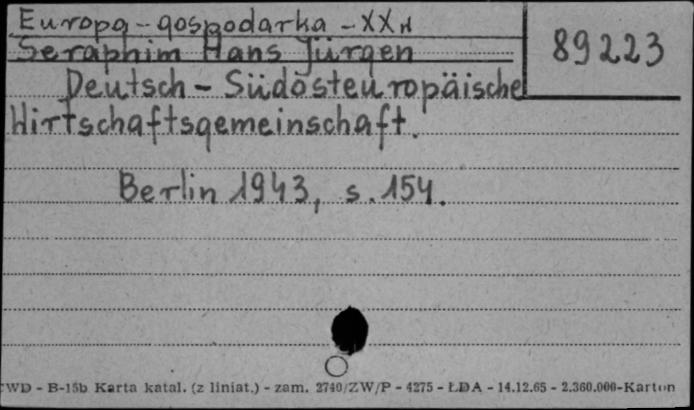 Europa - gospodarka - XX w
89223
Seraphim Hans Jürgen
Deutsch - Südosteuropäische
Wirtschaftsgemeinschaft.
Berlin 1943, s. 154.
CWD - B-15b Karta katal. (z liniat.) - zam. 2740/ZW/P - 4275 - ŁDA - 14.12.65 - 2.360.000-Karton